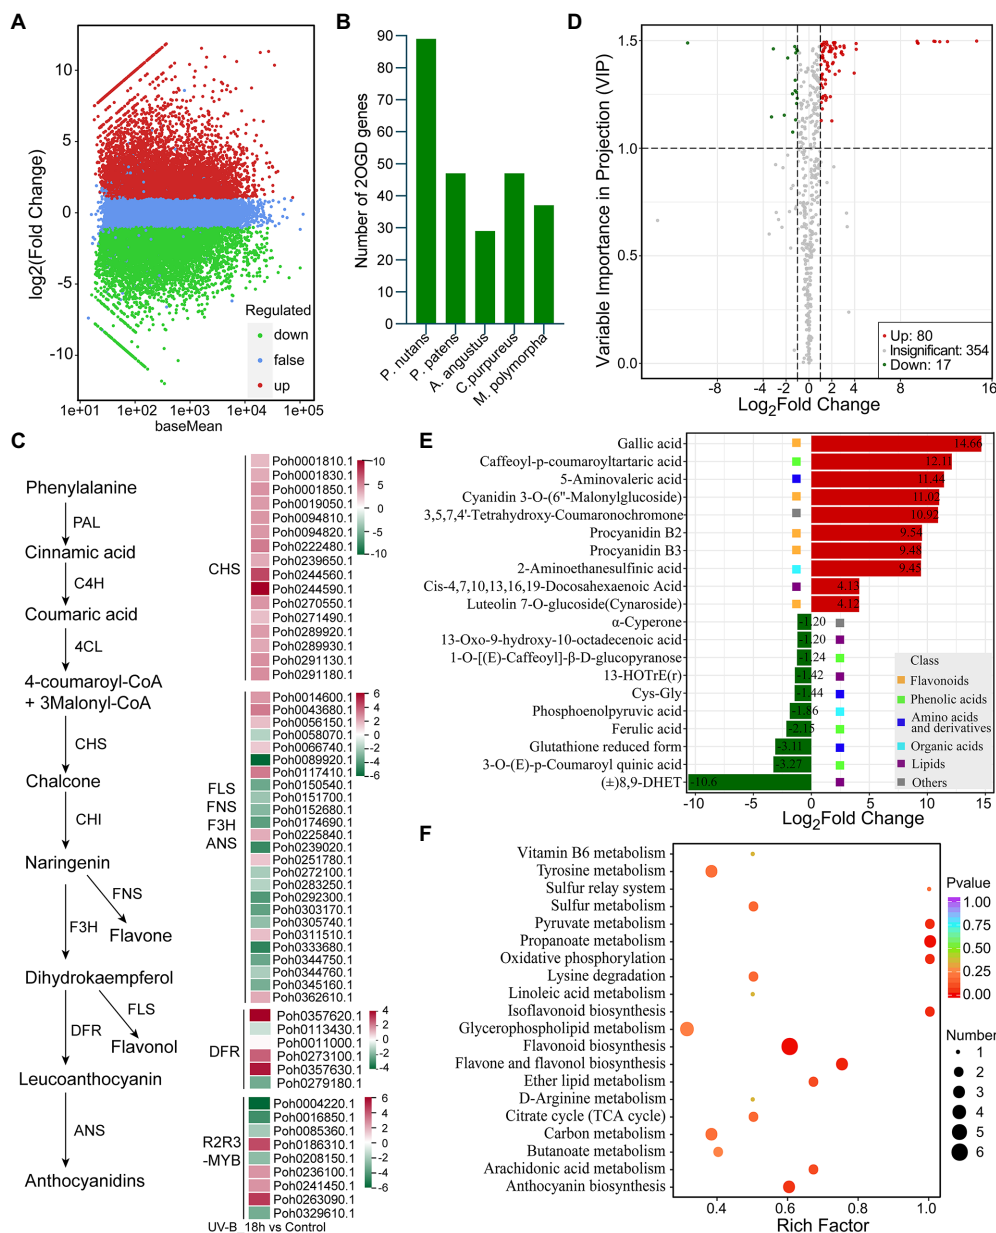 A
log2(Fold Change)
10
5
0
-5
-10
Regulated
down
false
up
1e+01
1e+02
1e+03
1e+04
1e+05
baseMean
B
Number of 2OGD genes
90
80
70
60
50
40
30
20
10
0
P. nutans
P. patens
A. angustus
C.purpureus
M. polymorpha
D
Variable Importance in Projection (VIP)
1.5
1.0
0.5
0.0
Up: 80
Insignificant: 354
Down: 17
-8
-4
-2
0
2
4
8
16
Log2Fold Change
C
Phenylalanine
PAL
Cinnamic acid
C4H
Coumaric acid
4CL
4-coumaroyl-CoA
+ 3Malonyl-CoA
CHS
Chalcone
CHI
Naringenin
FNS
F3H
Flavone
Dihydrokaempferol
FLS
DFR
Flavonol
Leucoanthocyanin
ANS
Anthocyanidins
CHS
Poh0001810.1
Poh0001830.1
Poh0001850.1
Poh0019050.1
Poh0094810.1
Poh0094820.1
Poh0222480.1
Poh0239650.1
Poh0244560.1
Poh0244590.1
Poh0270550.1
Poh0271490.1
Poh0289920.1
Poh0289930.1
Poh0291130.1
Poh0291180.1
10
5
0
-5
-10
FLS
FNS
F3H
ANS
Poh0014600.1
Poh0043680.1
Poh0056150.1
Poh0058070.1
Poh0066740.1
Poh0089920.1
Poh0117410.1
Poh0150540.1
Poh0151700.1
Poh0152680.1
Poh0174690.1
Poh0225840.1
Poh0239020.1
Poh0251780.1
Poh0272100.1
Poh0283250.1
Poh0292300.1
Poh0303170.1
Poh0305740.1
Poh0311510.1
Poh0333680.1
Poh0344750.1
Poh0344760.1
Poh0345160.1
Poh0362610.1
6
4
2
0
-2
-4
-6
DFR
Poh0357620.1
Poh0113430.1
Poh0011000.1
Poh0273100.1
Poh0357630.1
Poh0279180.1
4
2
0
-2
-4
R2R3
-MYB
Poh0004220.1
Poh0016850.1
Poh0085360.1
Poh0186310.1
Poh0208150.1
Poh0236100.1
Poh0241450.1
Poh0263090.1
Poh0329610.1
6
4
2
0
-2
-4
-6
UV-B_18h vs Control
E
Gallic acid 14.66
Caffeoyl-p-coumaroyltartaric acid 12.11
5-Aminovaleric acid 11.44
Cyanidin 3-O-(6"-Malonylglucoside) 11.02
3,5,7,4'-Tetrahydroxy-Coumaronochromone 10.92
Procyanidin B2 9.54
Procyanidin B3 9.48
2-Aminoethanesulfinic acid 9.45
Cis-4,7,10,13,16,19-Docosahexaenoic Acid 4.13
Luteolin 7-O-glucoside(Cynaroside) 4.12
α-Cyperone -1.20
13-Oxo-9-hydroxy-10-octadecenoic acid -1.20
1-O-[(E)-Caffeoyl]-β-D-glucopyranose -1.24
13-HOTrE(r) -1.42
Cys-Gly -1.44
Phosphoenolpyruvic acid -1.86
Ferulic acid -2.15
Glutathione reduced form -3.11
3-O-(E)-p-Coumaroyl quinic acid -3.27
(±)8,9-DHET -10.6
Class
Flavonoids
Phenolic acids
Amino acids
and derivatives
Organic acids
Lipids
Others
-10
-5
0
5
10
15
Log2Fold Change
F
Vitamin B6 metabolism
Tyrosine metabolism
Sulfur relay system
Sulfur metabolism
Pyruvate metabolism
Propanoate metabolism
Oxidative phosphorylation
Lysine degradation
Linoleic acid metabolism
Isoflavonoid biosynthesis
Glycerophospholipid metabolism
Flavonoid biosynthesis
Flavone and flavonol biosynthesis
Ether lipid metabolism
D-Arginine metabolism
Citrate cycle (TCA cycle)
Carbon metabolism
Butanoate metabolism
Arachidonic acid metabolism
Anthocyanin biosynthesis
0.4
0.6
0.8
1.0
Rich Factor
Pvalue
1.00
0.75
0.50
0.25
0.00
Number
1
2
3
4
5
6